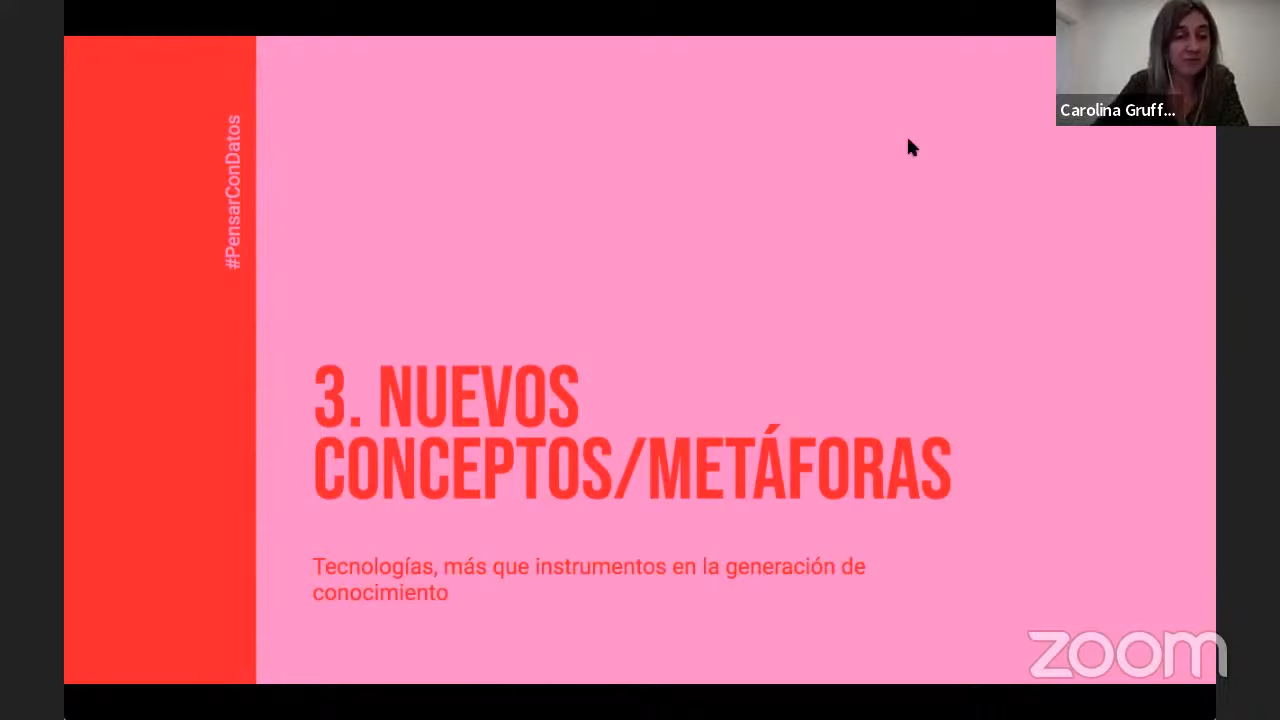 Carolina Gruff...
#PensarConDatos
3. NUEVOS
CONCEPTOS/METÁFORAS
Tecnologías, más que instrumentos en la generación de
conocimiento
zoom